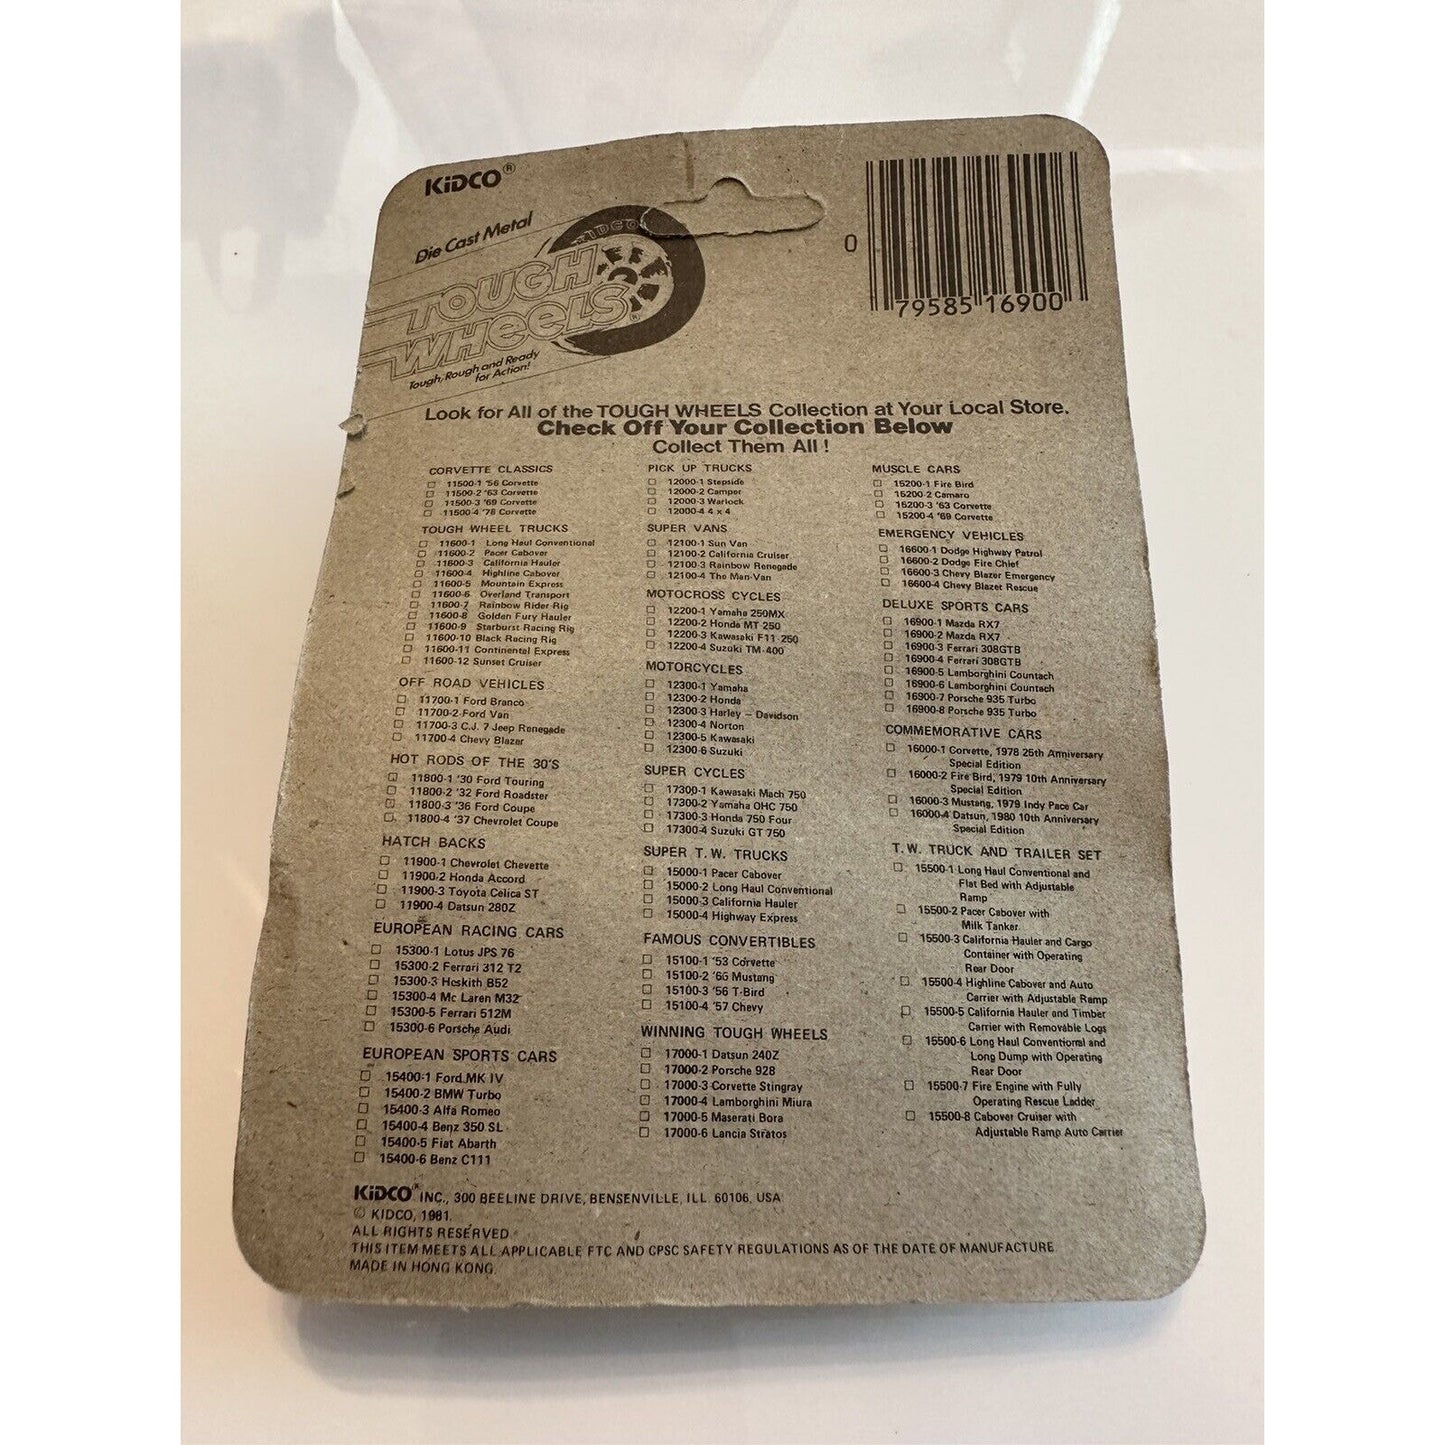 KiDCO®
Die Cast Metal
KIDCO
TOUGH
WHEELS®
Tough, Rough and Ready
for Action!
0
79585 16900
Look for All of the TOUGH WHEELS Collection at Your Local Store.
Check Off Your Collection Below
Collect Them All !
CORVETTE CLASSICS
11500-1 '56 Corvette
11500-2 '63 Corvette
11500-3 '69 Corvette
11500-4 '78 Corvette
TOUGH WHEEL TRUCKS
11600-1 Long Haul Conventional
11600-2 Pacer Cabover
11600-3 California Hauler
11600-4 Highline Cabover
11600-5 Mountain Express
11600-6 Overland Transport
11600-7 Rainbow Rider Rig
11600-8 Golden Fury Hauler
11600-9 Starburst Racing Rig
11600-10 Black Racing Rig
11600-11 Continental Express
11600-12 Sunset Cruiser
OFF ROAD VEHICLES
11700-1 Ford Branco
11700-2 Ford Van
11700-3 C.J. 7 Jeep Renegade
11700-4 Chevy Blazer
HOT RODS OF THE 30'S
11800-1 '30 Ford Touring
11800-2 '32 Ford Roadster
11800-3 '36 Ford Coupe
11800-4 '37 Chevrolet Coupe
HATCH BACKS
11900-1 Chevrolet Chevette
11900-2 Honda Accord
11900-3 Toyota Celica ST
11900-4 Datsun 280Z
EUROPEAN RACING CARS
15300-1 Lotus JPS 76
15300-2 Ferrari 312 T2
15300-3 Heskith B52
15300-4 Mc Laren M32
15300-5 Ferrari 512M
15300-6 Porsche Audi
EUROPEAN SPORTS CARS
15400-1 Ford MK IV
15400-2 BMW Turbo
15400-3 Alfa Romeo
15400-4 Benz 350 SL
15400-5 Fiat Abarth
15400-6 Benz C111
PICK UP TRUCKS
12000-1 Stepside
12000-2 Camper
12000-3 Warlock
12000-4 4 x 4
SUPER VANS
12100-1 Sun Van
12100-2 California Cruiser
12100-3 Rainbow Renegade
12100-4 The Man-Van
MOTOCROSS CYCLES
12200-1 Yamaha 250MX
12200-2 Honda MT 250
12200-3 Kawasaki F11-250
12200-4 Suzuki TM-400
MOTORCYCLES
12300-1 Yamaha
12300-2 Honda
12300-3 Harley – Davidson
12300-4 Norton
12300-5 Kawasaki
12300-6 Suzuki
SUPER CYCLES
17300-1 Kawasaki Mach 750
17300-2 Yamaha OHC 750
17300-3 Honda 750 Four
17300-4 Suzuki GT 750
SUPER T.W. TRUCKS
15000-1 Pacer Cabover
15000-2 Long Haul Conventional
15000-3 California Hauler
15000-4 Highway Express
FAMOUS CONVERTIBLES
15100-1 '53 Corvette
15100-2 '66 Mustang
15100-3 '56 T-Bird
15100-4 '57 Chevy
WINNING TOUGH WHEELS
17000-1 Datsun 240Z
17000-2 Porsche 928
17000-3 Corvette Stingray
17000-4 Lamborghini Miura
17000-5 Maserati Bora
17000-6 Lancia Stratos
MUSCLE CARS
15200-1 Fire Bird
15200-2 Camaro
15200-3 '63 Corvette
15200-4 '69 Corvette
EMERGENCY VEHICLES
16600-1 Dodge Highway Patrol
16600-2 Dodge Fire Chief
16600-3 Chevy Blazer Emergency
16600-4 Chevy Blazer Rescue
DELUXE SPORTS CARS
16900-1 Mazda RX7
16900-2 Mazda RX7
16900-3 Ferrari 308GTB
16900-4 Ferrari 308GTB
16900-5 Lamborghini Countach
16900-6 Lamborghini Countach
16900-7 Porsche 935 Turbo
16900-8 Porsche 935 Turbo
COMMEMORATIVE CARS
16000-1 Corvette, 1978 25th Anniversary
Special Edition
16000-2 Fire Bird, 1979 10th Anniversary
Special Edition
16000-3 Mustang, 1979 Indy Pace Car
16000-4 Datsun, 1980 10th Anniversary
Special Edition
T.W. TRUCK AND TRAILER SET
15500-1 Long Haul Conventional and
Flat Bed with Adjustable
Ramp
15500-2 Pacer Cabover with
Milk Tanker
15500-3 California Hauler and Cargo
Container with Operating
Rear Door
15500-4 Highline Cabover and Auto
Carrier with Adjustable Ramp
15500-5 California Hauler and Timber
Carrier with Removable Logs
15500-6 Long Haul Conventional and
Long Dump with Operating
Rear Door
15500-7 Fire Engine with Fully
Operating Rescue Ladder
15500-8 Cabover Cruiser with
Adjustable Ramp Auto Carrier
KiDCO® INC., 300 BEELINE DRIVE, BENSENVILLE, ILL. 60106, USA
© KIDCO, 1981.
ALL RIGHTS RESERVED
THIS ITEM MEETS ALL APPLICABLE FTC AND CPSC SAFETY REGULATIONS AS OF THE DATE OF MANUFACTURE
MADE IN HONG KONG.